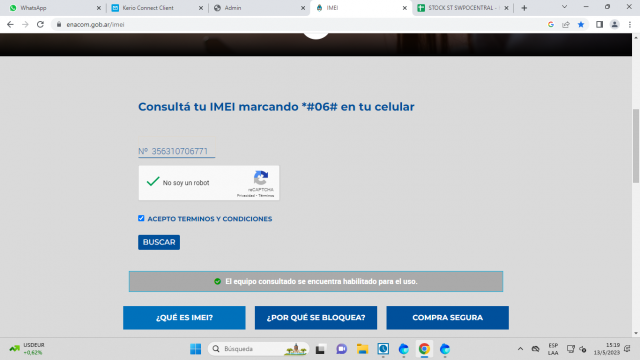 WhatsApp
Kerio Connect Client
Admin
IMEI
STOCK ST SWPOCENTRAL -
enacom.gob.ar/imei
Consultá tu IMEI marcando *#06# en tu celular
Nº 356310706771
No soy un robot
reCAPTCHA
Privacidad - Términos
ACEPTO TERMINOS Y CONDICIONES
BUSCAR
El equipo consultado se encuentra habilitado para el uso.
¿QUÉ ES IMEI?
¿POR QUÉ SE BLOQUEA?
COMPRA SEGURA
USDEUR
+0,62%
Búsqueda
ESP
LAA
15:19
13/5/2023